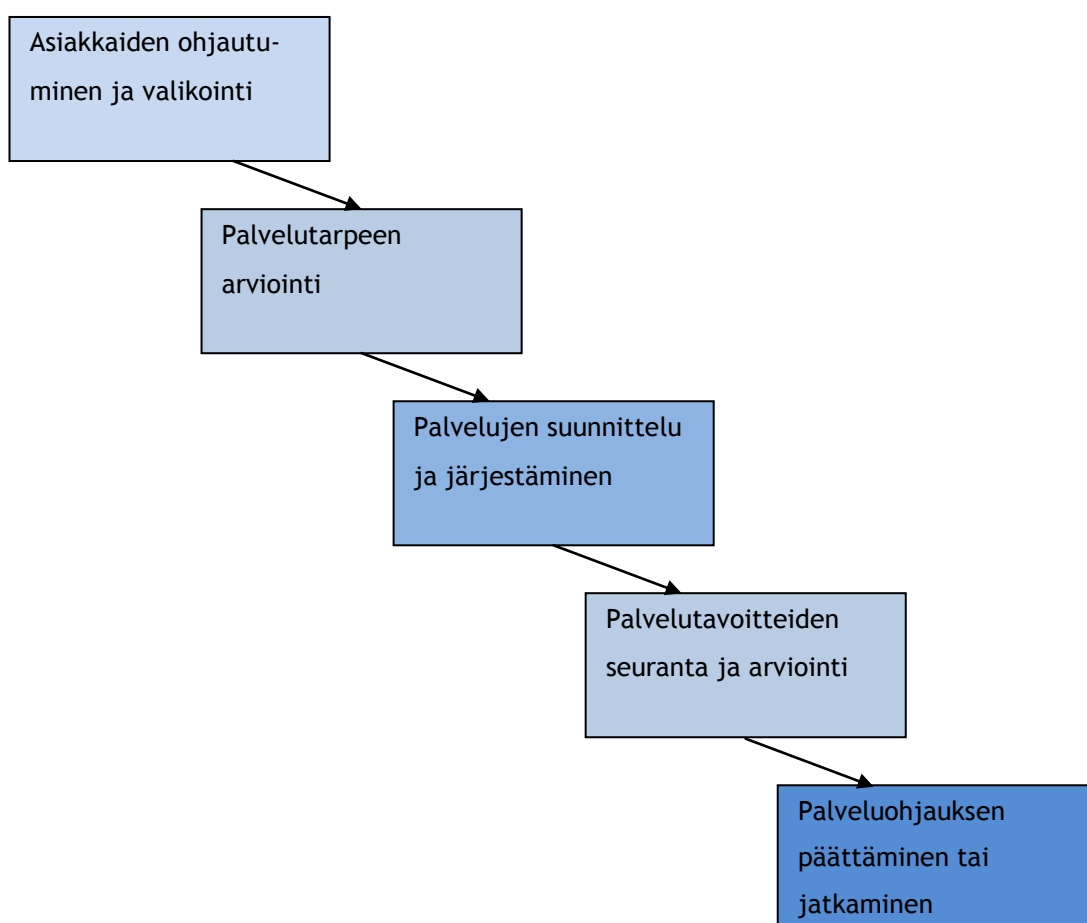 Asiakkaiden ohjautu-
minen ja valikointi
Palvelutarpeen
arviointi
Palvelujen suunnittelu
ja järjestäminen
Palvelutavoitteiden
seuranta ja arviointi
Palveluohjauksen
päättäminen tai
jatkaminen